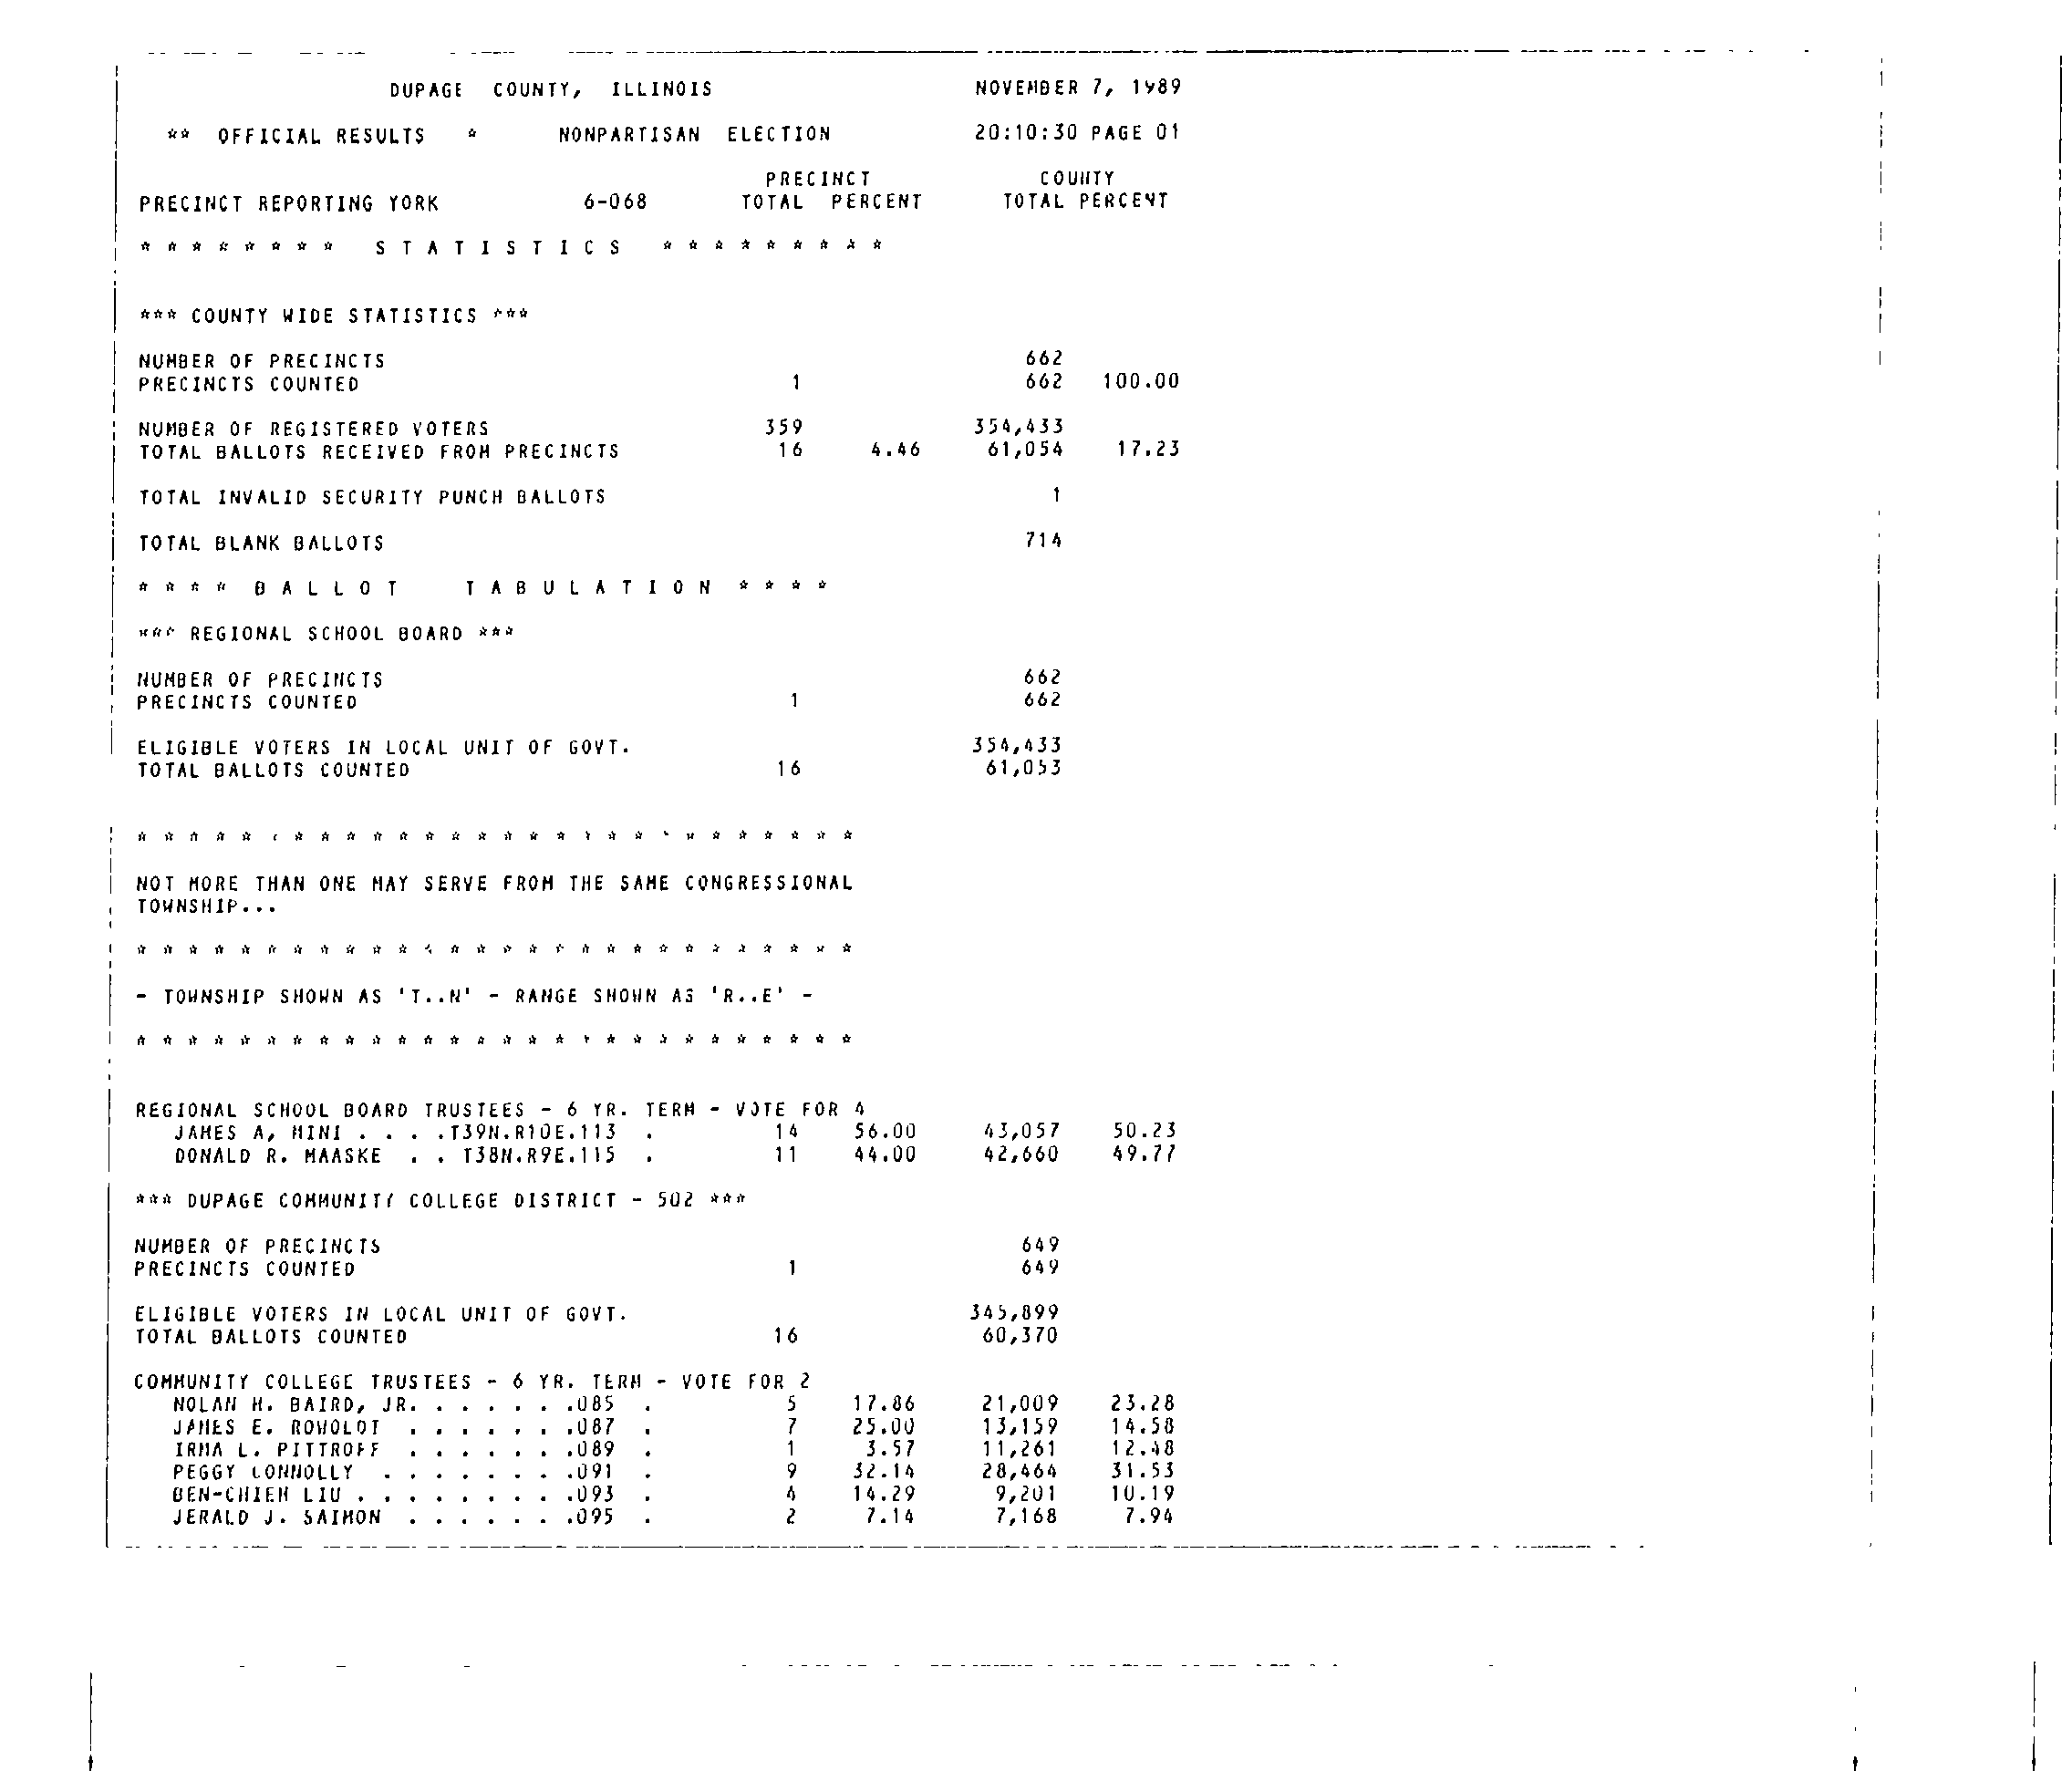 DUPAGE COUNTY, ILLINOIS NOVEMBER 7, 1989
** OFFICIAL RESULTS * NONPARTISAN ELECTION 20:10:30 PAGE 01
PRECINCT COUNTY
PRECINCT REPORTING YORK 6-068 TOTAL PERCENT TOTAL PERCENT
* * * * * * * * S T A T I S T I C S * * * * * * * * *
*** COUNTY WIDE STATISTICS ***
NUMBER OF PRECINCTS 662
PRECINCTS COUNTED 1 662 100.00
NUMBER OF REGISTERED VOTERS 359 354,433
TOTAL BALLOTS RECEIVED FROM PRECINCTS 16 4.46 61,054 17.23
TOTAL INVALID SECURITY PUNCH BALLOTS 1
TOTAL BLANK BALLOTS 714
* * * * B A L L O T T A B U L A T I O N * * * *
*** REGIONAL SCHOOL BOARD ***
NUMBER OF PRECINCTS 662
PRECINCTS COUNTED 1 662
ELIGIBLE VOTERS IN LOCAL UNIT OF GOVT. 354,433
TOTAL BALLOTS COUNTED 16 61,053
* * * * * * * * * * * * * * * * * * * * * * * * * * * *
NOT MORE THAN ONE MAY SERVE FROM THE SAME CONGRESSIONAL
TOWNSHIP...
* * * * * * * * * * * * * * * * * * * * * * * * * * * *
- TOWNSHIP SHOWN AS 'T..N' - RANGE SHOWN AS 'R..E' -
* * * * * * * * * * * * * * * * * * * * * * * * * * * *
REGIONAL SCHOOL BOARD TRUSTEES - 6 YR. TERM - VOTE FOR 4
JAMES A, MINI . . . .T39N.R10E.113 . 14 56.00 43,057 50.23
DONALD R. MAASKE . . T38N.R9E.115 . 11 44.00 42,660 49.77
*** DUPAGE COMMUNITY COLLEGE DISTRICT - 502 ***
NUMBER OF PRECINCTS 649
PRECINCTS COUNTED 1 649
ELIGIBLE VOTERS IN LOCAL UNIT OF GOVT. 345,899
TOTAL BALLOTS COUNTED 16 60,370
COMMUNITY COLLEGE TRUSTEES - 6 YR. TERM - VOTE FOR 2
NOLAN H. BAIRD, JR. . . . . . .085 . 5 17.86 21,009 23.28
JAMES E. ROWOLDT . . . . . . .087 . 7 25.00 13,159 14.58
IRMA L. PITTROFF . . . . . . .089 . 1 3.57 11,261 12.48
PEGGY CONNOLLY . . . . . . . .091 . 9 32.14 28,464 31.53
BEN-CHIEH LIU . . . . . . . . .093 . 4 14.29 9,201 10.19
JERALD J. SAIMON . . . . . . .095 . 2 7.14 7,168 7.94